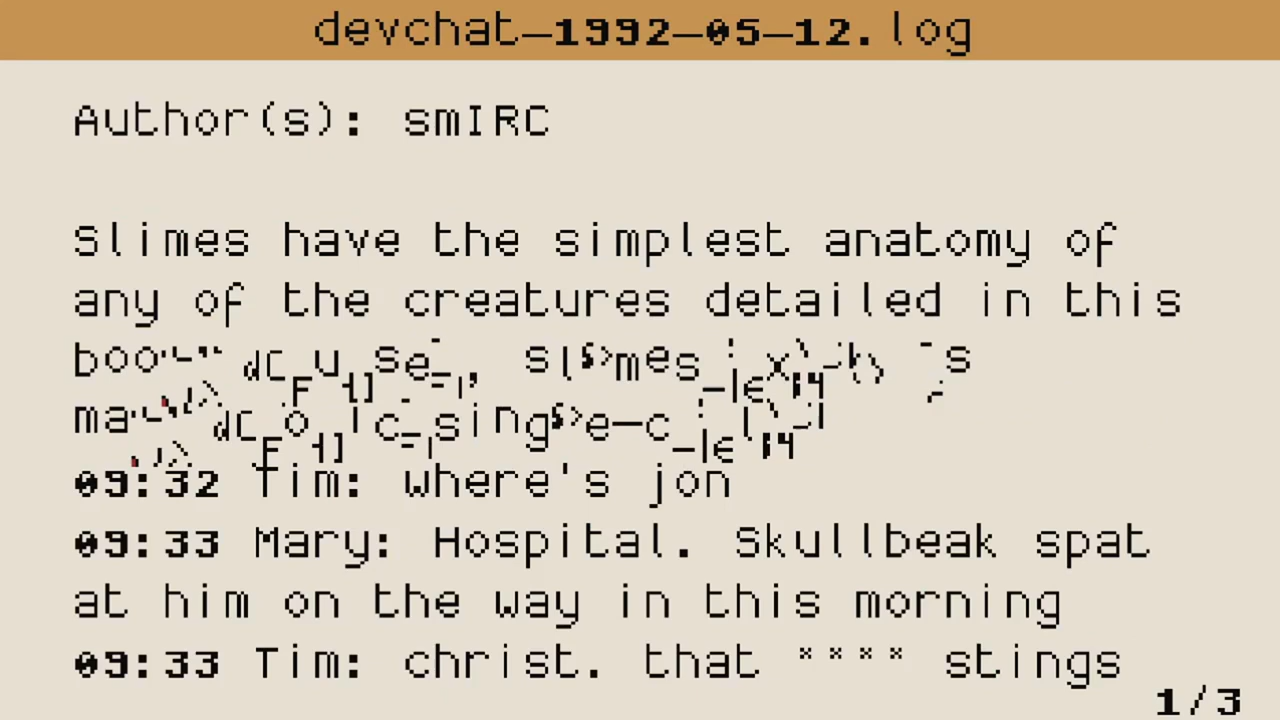 devchat-1992-05-12.log
Author(s): smIRC
Slimes have the simplest anatomy of
any of the creatures detailed in this
09:32 Tim: where's jon
09:33 Mary: Hospital. Skullbeak spat
at him on the way in this morning
09:33 Tim: christ. that **** stings
1/3